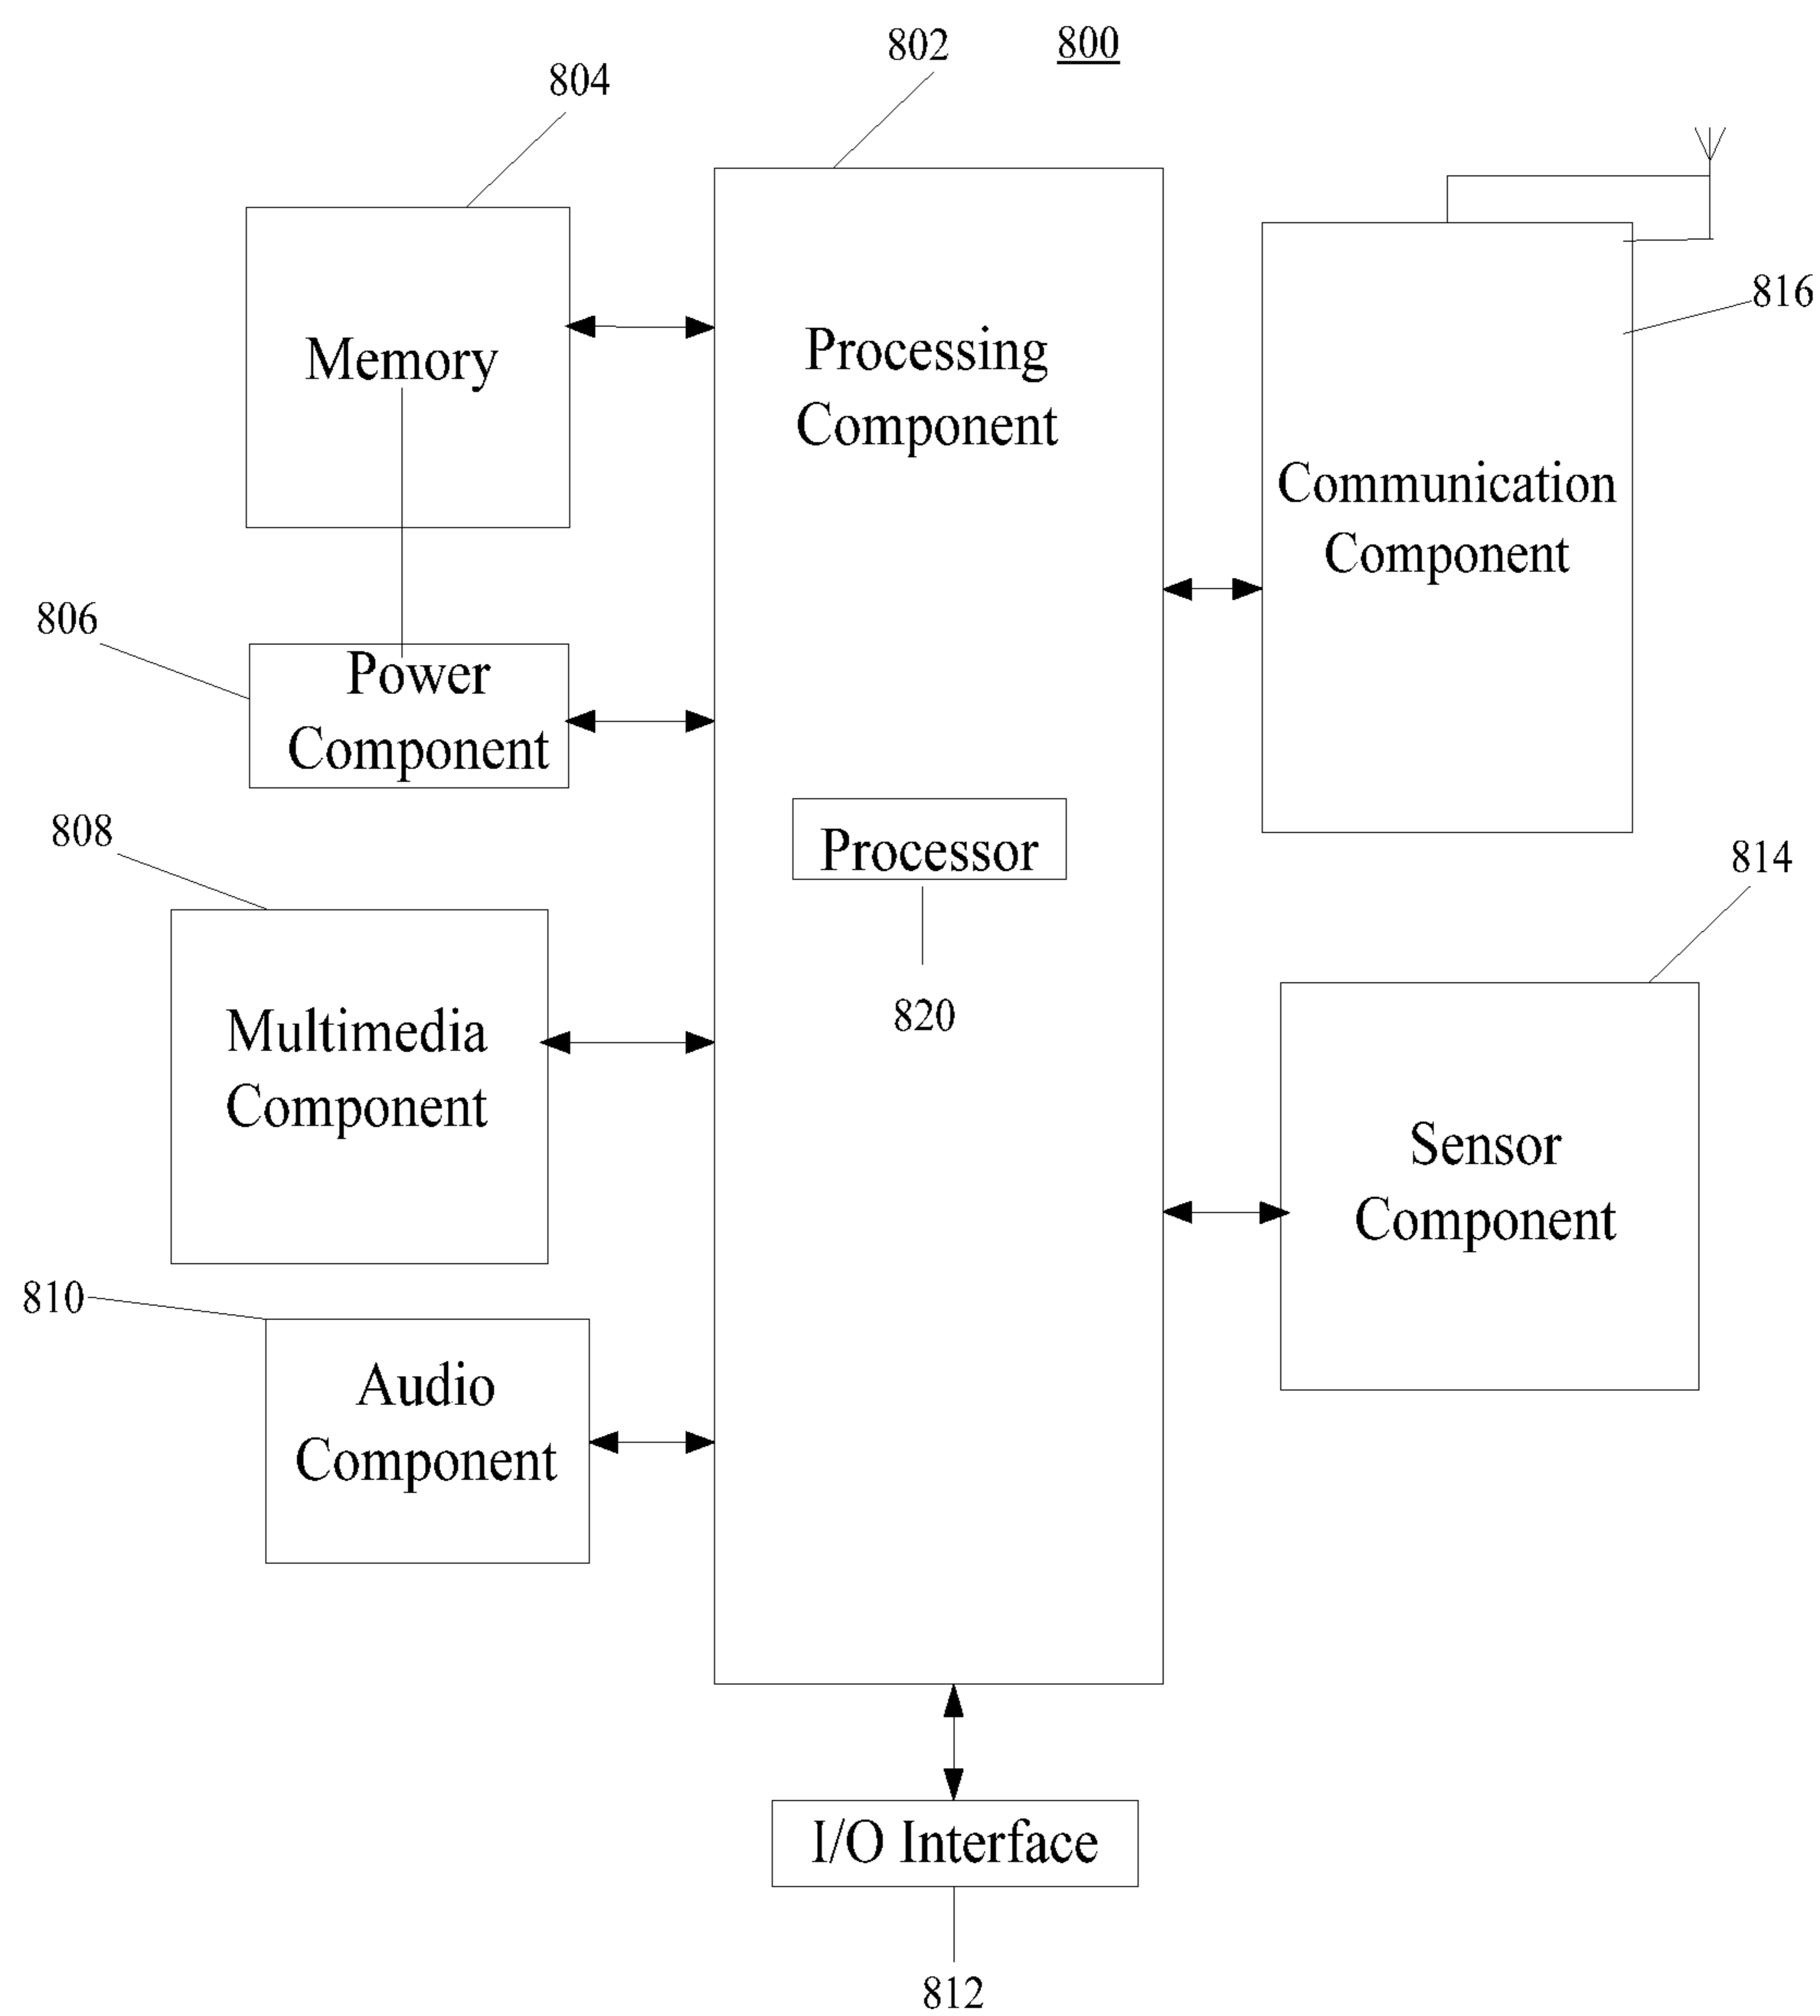 802
800
804
816
Memory
Processing
Component
Communication
Component
806
Power
Component
808
Processor
814
820
Multimedia
Component
Sensor
Component
810
Audio
Component
I/O Interface
812